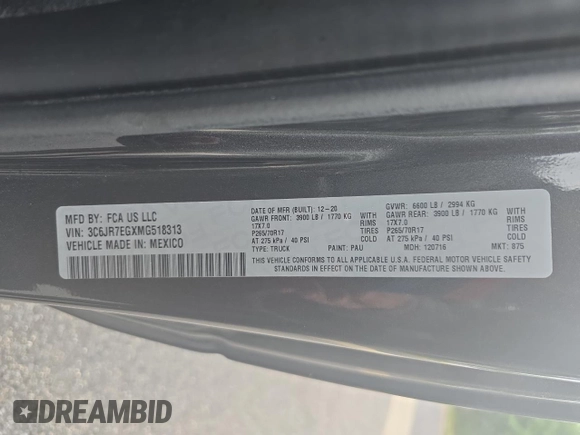 MFD BY: FCA US LLC
VIN: 3C6JR7EGXMG518313
VEHICLE MADE IN: MEXICO
DATE OF MFR (BUILT): 12-20
GAWR FRONT: 3900 LB / 1770 KG
WITH
17X7.0
RIMS
P265/70R17
TIRES
AT 275 kPa / 40 PSI
COLD
TYPE: TRUCK
PAINT: PAU
GVWR: 6600 LB / 2994 KG
GAWR REAR: 3900 LB / 1770 KG
WITH
17X7.0
RIMS
P265/70R17
TIRES
AT 275 kPa / 40 PSI
COLD
MDH: 120716
MKT: 875
THIS VEHICLE CONFORMS TO ALL APPLICABLE U.S.A. FEDERAL MOTOR VEHICLE SAFETY
STANDARDS IN EFFECT ON THE DATE OF MANUFACTURE SHOWN ABOVE.
DREAMBID